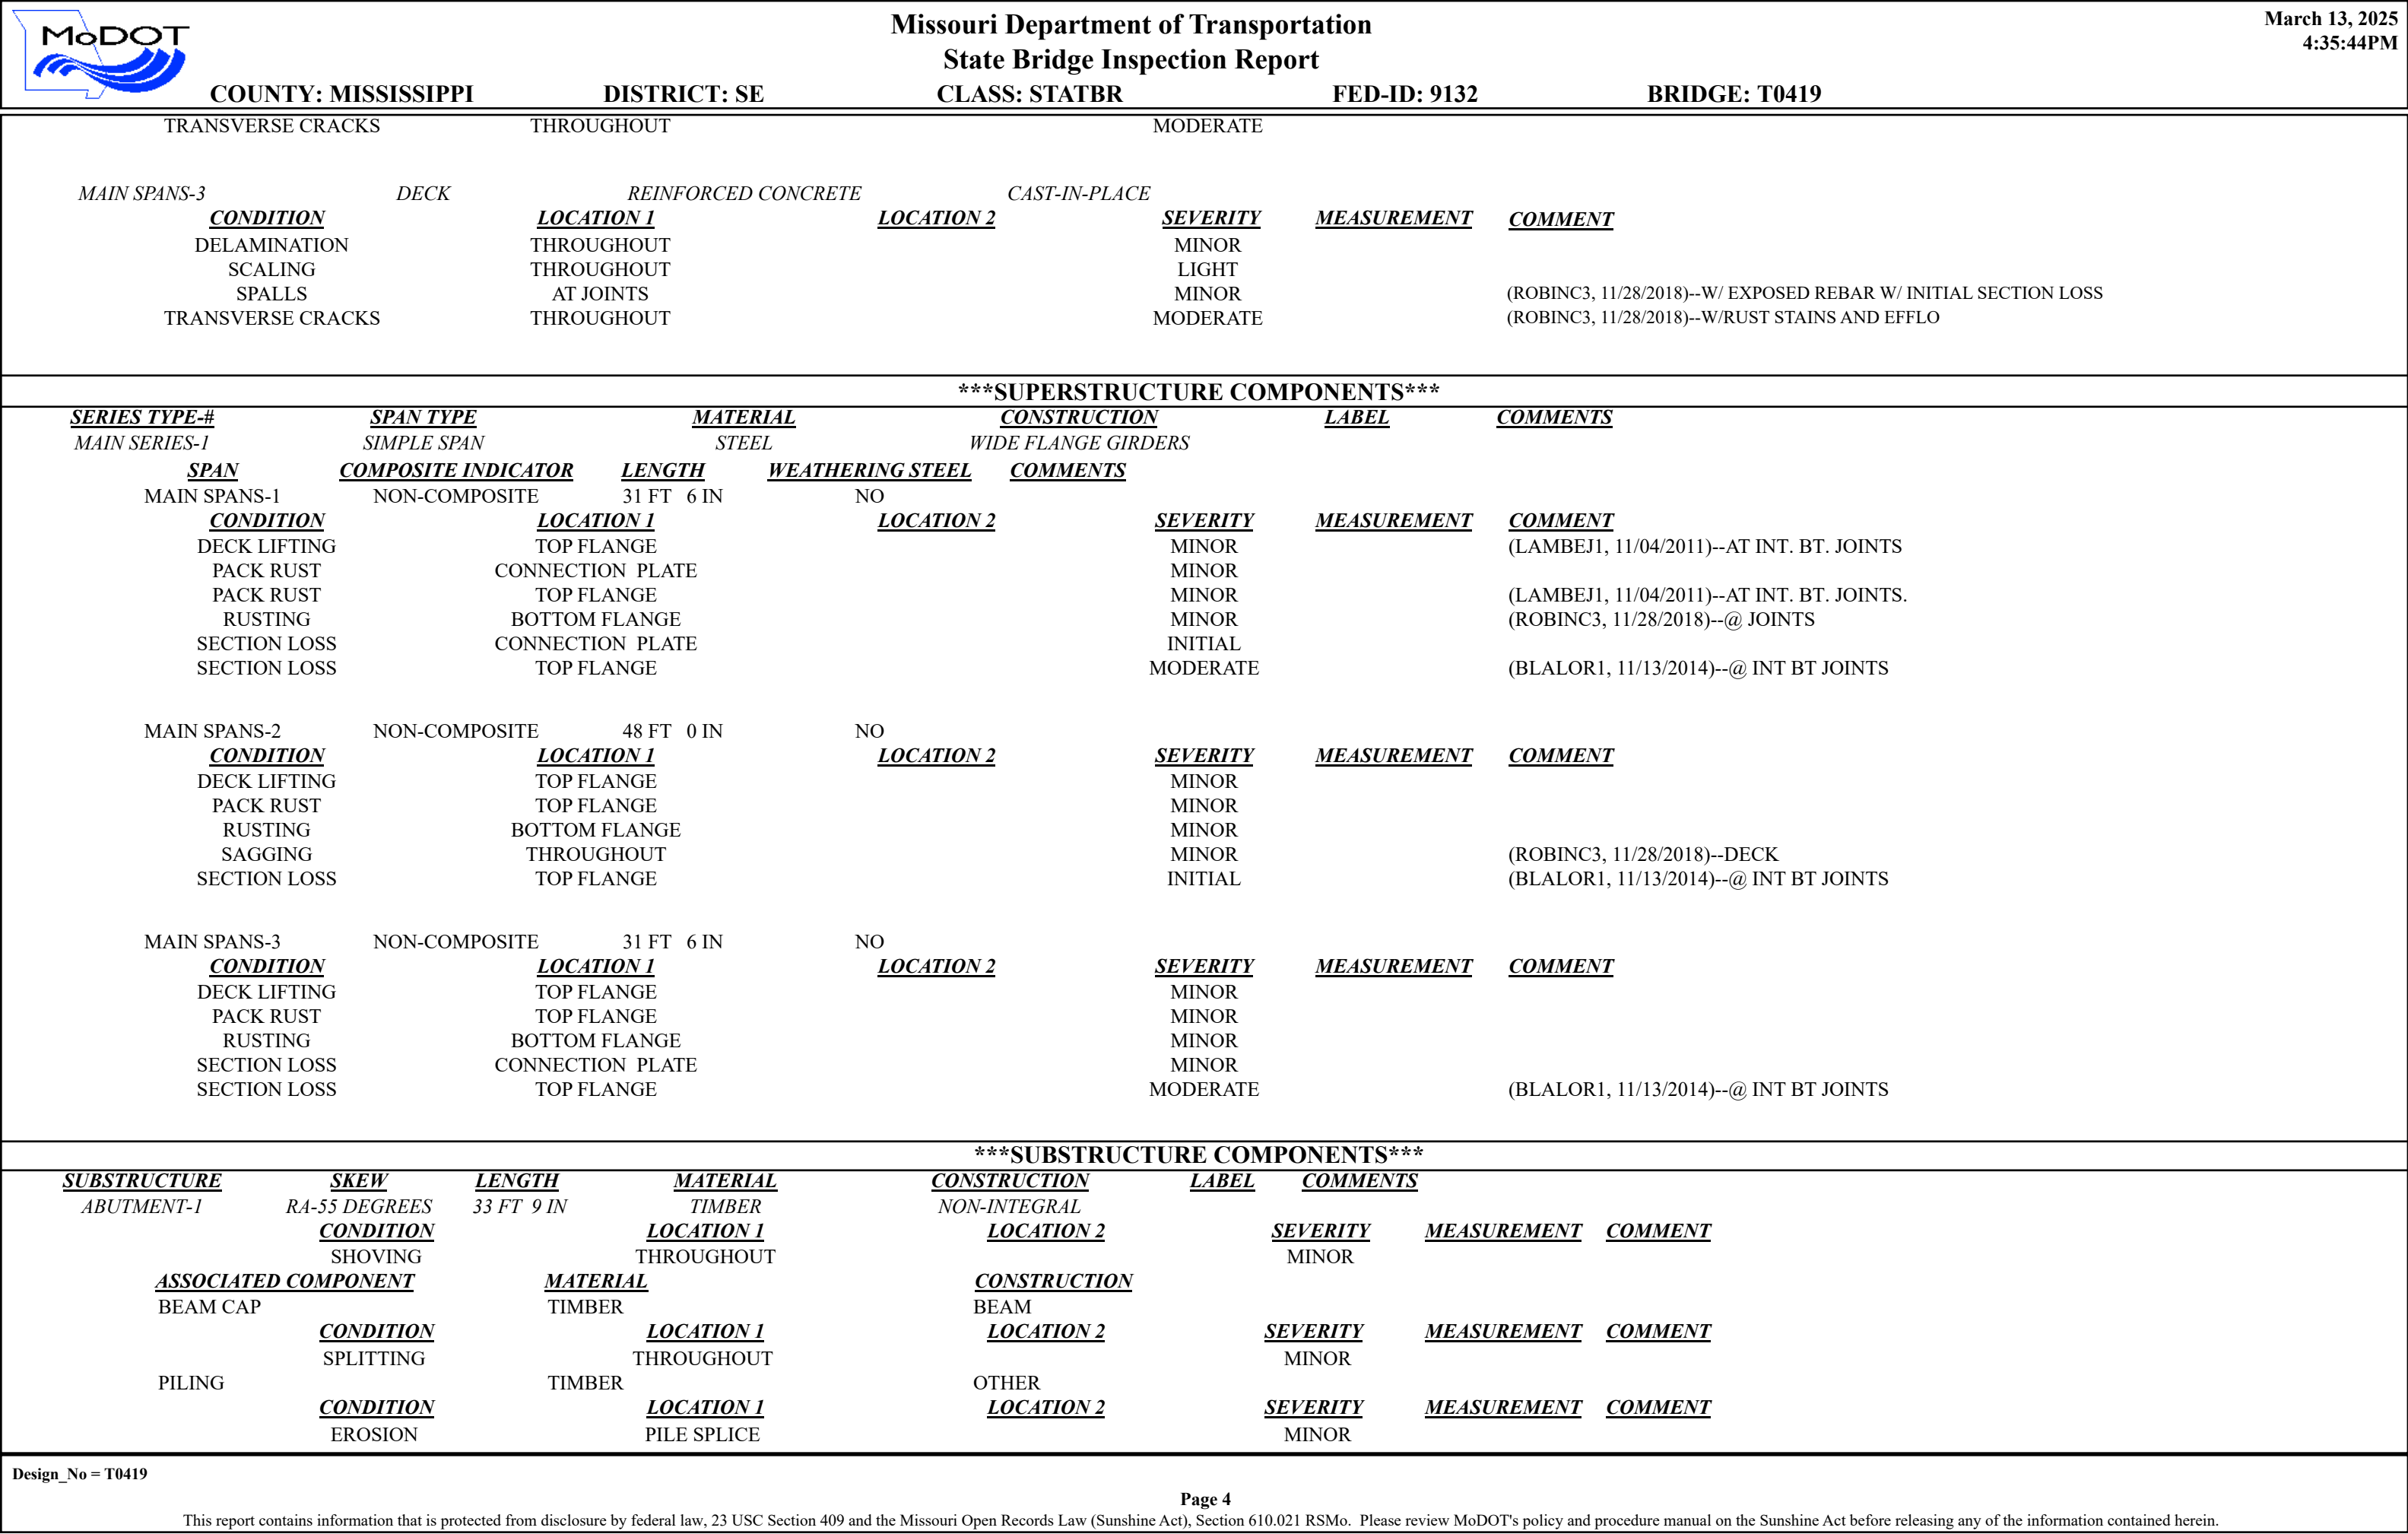 MoDOT
Missouri Department of Transportation
State Bridge Inspection Report
March 13, 2025
4:35:44PM
COUNTY: MISSISSIPPI DISTRICT: SE CLASS: STATBR FED-ID: 9132 BRIDGE: T0419
TRANSVERSE CRACKS THROUGHOUT MODERATE
MAIN SPANS-3 DECK REINFORCED CONCRETE CAST-IN-PLACE
CONDITION LOCATION 1 LOCATION 2 SEVERITY MEASUREMENT COMMENT
DELAMINATION THROUGHOUT MINOR
SCALING THROUGHOUT LIGHT
SPALLS AT JOINTS MINOR (ROBINC3, 11/28/2018)--W/ EXPOSED REBAR W/ INITIAL SECTION LOSS
TRANSVERSE CRACKS THROUGHOUT MODERATE (ROBINC3, 11/28/2018)--W/RUST STAINS AND EFFLO
***SUPERSTRUCTURE COMPONENTS***
SERIES TYPE-# SPAN TYPE MATERIAL CONSTRUCTION LABEL COMMENTS
MAIN SERIES-1 SIMPLE SPAN STEEL WIDE FLANGE GIRDERS
SPAN COMPOSITE INDICATOR LENGTH WEATHERING STEEL COMMENTS
MAIN SPANS-1 NON-COMPOSITE 31 FT 6 IN NO
CONDITION LOCATION 1 LOCATION 2 SEVERITY MEASUREMENT COMMENT
DECK LIFTING TOP FLANGE MINOR (LAMBEJ1, 11/04/2011)--AT INT. BT. JOINTS
PACK RUST CONNECTION PLATE MINOR
PACK RUST TOP FLANGE MINOR (LAMBEJ1, 11/04/2011)--AT INT. BT. JOINTS.
RUSTING BOTTOM FLANGE MINOR (ROBINC3, 11/28/2018)--@ JOINTS
SECTION LOSS CONNECTION PLATE INITIAL
SECTION LOSS TOP FLANGE MODERATE (BLALOR1, 11/13/2014)--@ INT BT JOINTS
MAIN SPANS-2 NON-COMPOSITE 48 FT 0 IN NO
CONDITION LOCATION 1 LOCATION 2 SEVERITY MEASUREMENT COMMENT
DECK LIFTING TOP FLANGE MINOR
PACK RUST TOP FLANGE MINOR
RUSTING BOTTOM FLANGE MINOR
SAGGING THROUGHOUT MINOR (ROBINC3, 11/28/2018)--DECK
SECTION LOSS TOP FLANGE INITIAL (BLALOR1, 11/13/2014)--@ INT BT JOINTS
MAIN SPANS-3 NON-COMPOSITE 31 FT 6 IN NO
CONDITION LOCATION 1 LOCATION 2 SEVERITY MEASUREMENT COMMENT
DECK LIFTING TOP FLANGE MINOR
PACK RUST TOP FLANGE MINOR
RUSTING BOTTOM FLANGE MINOR
SECTION LOSS CONNECTION PLATE MINOR
SECTION LOSS TOP FLANGE MODERATE (BLALOR1, 11/13/2014)--@ INT BT JOINTS
***SUBSTRUCTURE COMPONENTS***
SUBSTRUCTURE SKEW LENGTH MATERIAL CONSTRUCTION LABEL COMMENTS
ABUTMENT-1 RA-55 DEGREES 33 FT 9 IN TIMBER NON-INTEGRAL
CONDITION LOCATION 1 LOCATION 2 SEVERITY MEASUREMENT COMMENT
SHOVING THROUGHOUT MINOR
ASSOCIATED COMPONENT MATERIAL CONSTRUCTION
BEAM CAP TIMBER BEAM
CONDITION LOCATION 1 LOCATION 2 SEVERITY MEASUREMENT COMMENT
SPLITTING THROUGHOUT MINOR
PILING TIMBER OTHER
CONDITION LOCATION 1 LOCATION 2 SEVERITY MEASUREMENT COMMENT
EROSION PILE SPLICE MINOR
Design_No = T0419
Page 4
This report contains information that is protected from disclosure by federal law, 23 USC Section 409 and the Missouri Open Records Law (Sunshine Act), Section 610.021 RSMo. Please review MoDOT's policy and procedure manual on the Sunshine Act before releasing any of the information contained herein.